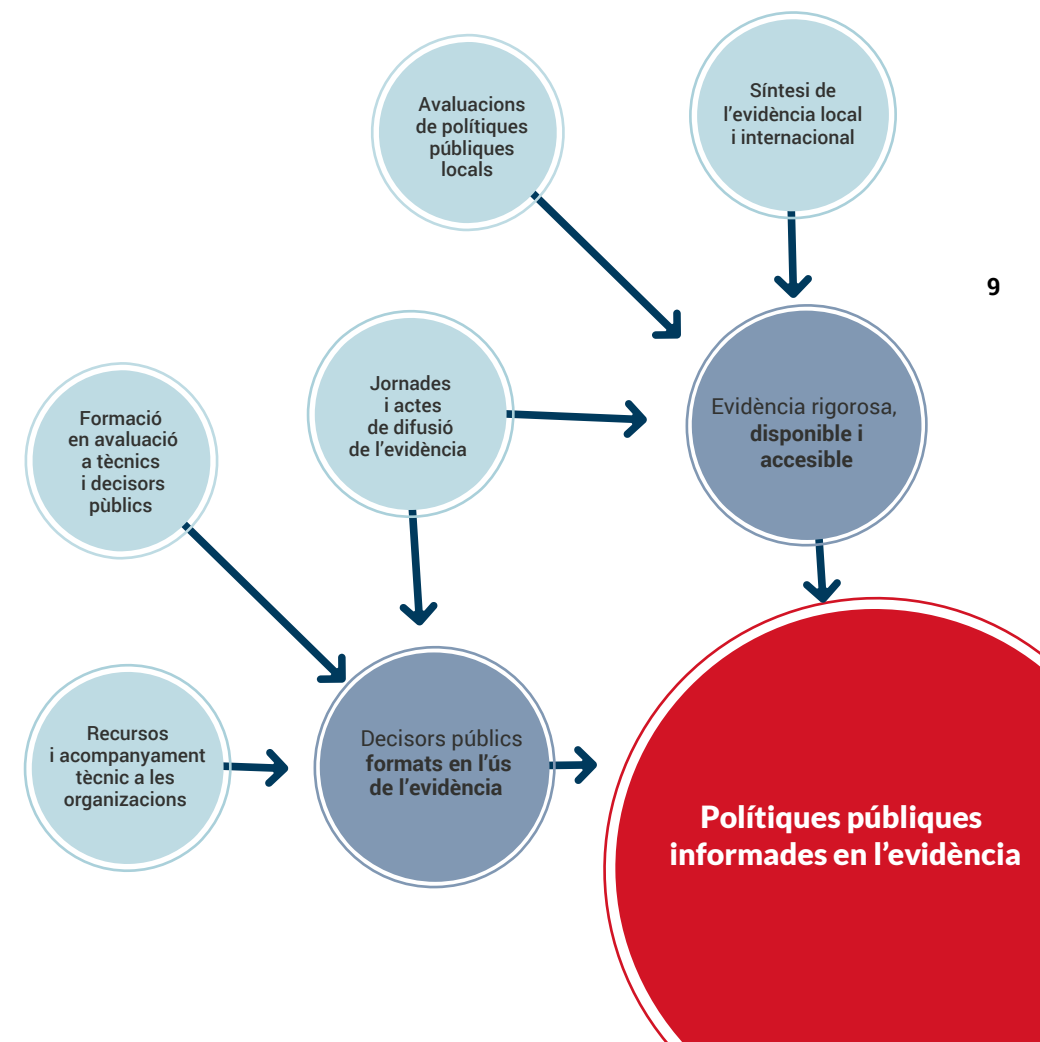 Avaluacions
de polítiques
públiques
locals
Síntesi de
l'evidència local
i internacional
9
Jornades
i actes
de difusió
de l'evidència
Evidència rigorosa,
disponible i
accesible
Formació
en avaluació
a tècnics
i decisors
pùblics
Recursos
i acompanyament
tècnic a les
organizacions
Decisors públics
formats en l'ús
de l'evidència
Polítiques públiques
informades en l'evidència